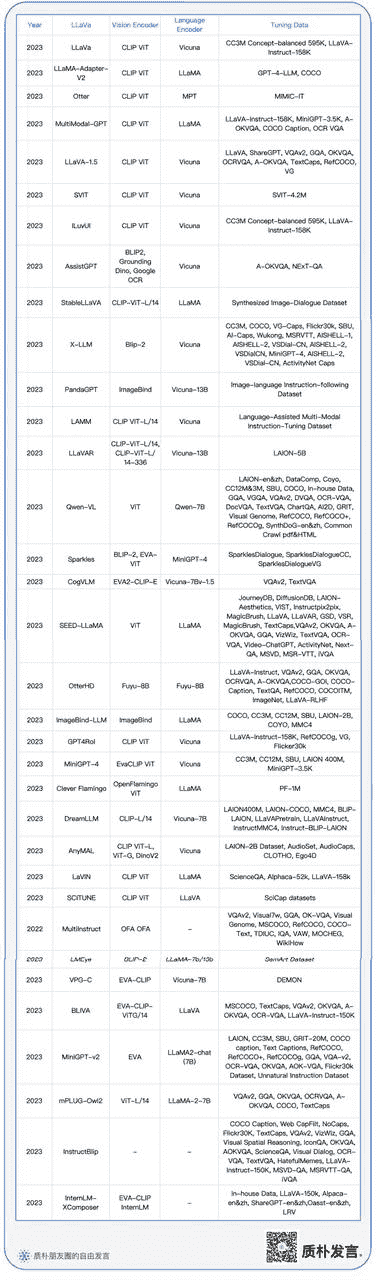 Year LLaVa Vision Encoder Language Encoder Tuning Data
2023 LLaVa CLIP ViT Vicuna CC3M Concept-balanced 595K, LLaVA-Instruct-158K
2023 LLaMA-Adapter-V2 CLIP ViT LLaMA GPT-4-LLM, COCO
2023 Otter CLIP ViT MPT MIMIC-IT
2023 MultiModal-GPT CLIP ViT LLaMA LLaVA-Instruct-158K, MiniGPT-3.5K, A-OKVQA, COCO Caption, OCR VQA
2023 LLaVA-1.5 CLIP ViT Vicuna LLaVA, ShareGPT, VQAv2, GQA, OKVQA, OCRVQA, A-OKVQA, TextCaps, RefCOCO, VG
2023 SVIT CLIP ViT Vicuna SVIT-4.2M
2023 ILuvUI CLIP ViT Vicuna CC3M Concept-balanced 595K, LLaVA-Instruct-158K
2023 AssistGPT BLIP2, Grounding Dino, Google OCR Vicuna A-OKVQA, NExT-QA
2023 StableLLaVA CLIP-ViT-L/14 LLaMA Synthesized Image-Dialogue Dataset
2023 X-LLM Blip-2 Vicuna CC3M, COCO, VG-Caps, Flickr30k, SBU, AI-Caps, Wukong, MSRVTT, AISHELL-1, AISHELL-2, VSDial-CN, AISHELL-2, VSDialCN, MiniGPT-4, AISHELL-2, VSDial-CN, ActivityNet Caps
2023 PandaGPT ImageBind Vicuna-13B Image-language Instruction-following Dataset
2023 LAMM CLIP ViT-L/14 Vicuna Language-Assisted Multi-Modal Instruction-Tuning Dataset
2023 LLaVAR CLIP-ViT-L/14, CLIP-ViT-L/14-336 Vicuna-13B LAION-5B
2023 Qwen-VL ViT Qwen-7B LAION-en&zh, DataComp, Coyo, CC12M&3M, SBU, COCO, In-house Data, GQA, VGQA, VQAv2, DVQA, OCR-VQA, DocVQA, TextVQA, ChartQA, AI2D, GRIT, Visual Genome, RefCOCO, RefCOCO+, RefCOCOg, SynthDoG-en&zh, Common Crawl pdf&HTML
2023 Sparkles BLIP-2, EVA-ViT MiniGPT-4 SparklesDialogue, SparklesDialogueCC, SparklesDialogueVG
2023 CogVLM EVA2-CLIP-E Vicuna-7Bv-1.5 VQAv2, TextVQA
2023 SEED-LLaMA ViT LLaMA JourneyDB, DiffusionDB, LAION-Aesthetics, VIST, Instructpix2pix, MagicBrush, LLaVA, LLaVAR, GSD, VSR, MagicBrush, TextCaps,VQAv2, OKVQA, A-OKVQA, GQA, VizWiz, TextVQA, OCR-VQA, Video-ChatGPT, ActivityNet, Next-QA, MSVD, MSR-VTT, iVQA
2023 OtterHD Fuyu-8B Fuyu-8B LLaVA-Instruct, VQAv2, GQA, OKVQA, OCRVQA, A-OKVQA,COCO-GOI, COCO-Caption, TextQA, RefCOCO, COCOITM, ImageNet, LLaVA-RLHF
2023 ImageBind-LLM ImageBind LLaMA COCO, CC3M, CC12M, SBU, LAION-2B, COYO, MMC4
2023 GPT4RoI CLIP ViT Vicuna LLaVA-Instruct-158K, RefCOCOg, VG, Flicker30k
2023 MiniGPT-4 EvaCLIP ViT Vicuna CC3M, CC12M, SBU, LAION 400M, MiniGPT-3.5K
2023 Clever Flamingo OpenFlamingo ViT LLaMA PF-1M
2023 DreamLLM CLIP-L/14 Vicuna-7B LAION400M, LAION-COCO, MMC4, BLIP-LAION, LLaVAPretrain, LLaVAInstruct, InstructMMC4, Instruct-BLIP-LAION
2023 AnyMAL CLIP ViT-L, ViT-G, DinoV2 LLaMA LAION-2B Dataset, AudioSet, AudioCaps, CLOTHO, Ego4D
2023 LaVIN CLIP ViT LLaMA ScienceQA, Alphaca-52k, LLaVA-158k
2023 SCITUNE CLIP ViT LLaVA SciCap datasets
2022 MultiInstruct OFA OFA – VQAv2, Visual7w, GQA, OK-VQA, Visual Genome, MSCOCO, RefCOCO, COCO-Text, TDIUC, IQA, VAW, MOCHEG, WikiHow
2023 LMEye BLIP-2 LLaMA-7b/13b Dataset
2023 VPG-C EVA-CLIP Vicuna-7B DEMON
2023 BLIVA EVA-CLIP-ViTG/14 LLaVA MSCOCO, TextCaps, VQAv2, OKVQA, A-OKVQA, OCR-VQA, LLaVA-Instruct-150K
2023 MiniGPT-v2 EVA LLaMA2-chat (7B) LAION, CC3M, SBU, GRIT-20M, COCO caption, Text Captions, RefCOCO, RefCOCO+, RefCOCOg, GQA, VQA-v2, OCR-VQA, OKVQA, AOK-VQA, Flickr30k Dataset, Unnatural Instruction Dataset
2023 mPLUG-Owl2 ViT-L/14 LLaMA-2-7B VQAv2, GQA, OKVQA, OCRVQA, A-OKVQA, COCO, TextCaps
2023 InstructBlip – – COCO Caption, Web CapFilt, NoCaps, Flickr30K, TextCaps, VQAv2, VizWiz, GQA, Visual Spatial Reasoning, IconQA, OKVQA, AOKVQA, ScienceQA, Visual Dialog, OCR-VQA, TextVQA, HatefulMemes, LLaVA-Instruct-150K, MSVD-QA, MSRVTT-QA, iVQA
2023 InternLM-XComposer EVA-CLIP InternLM – In-house Data, LLaVA-150k, Alpaca-en&zh, ShareGPT-en&zh,Oasst-en&zh, LRV
质朴朋友圈的自由发言
质朴发言.